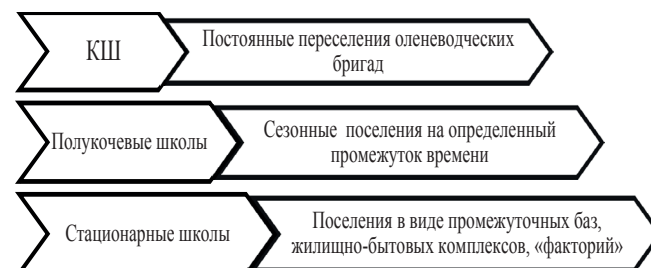 КШ
Постоянные переселения оленеводческих
бригад
Полукочевые школы
Сезонные поселения на определенный
промежуток времени
Стационарные школы
Поселения в виде промежуточных баз,
жилищно-бытовых комплексов, «факторий»